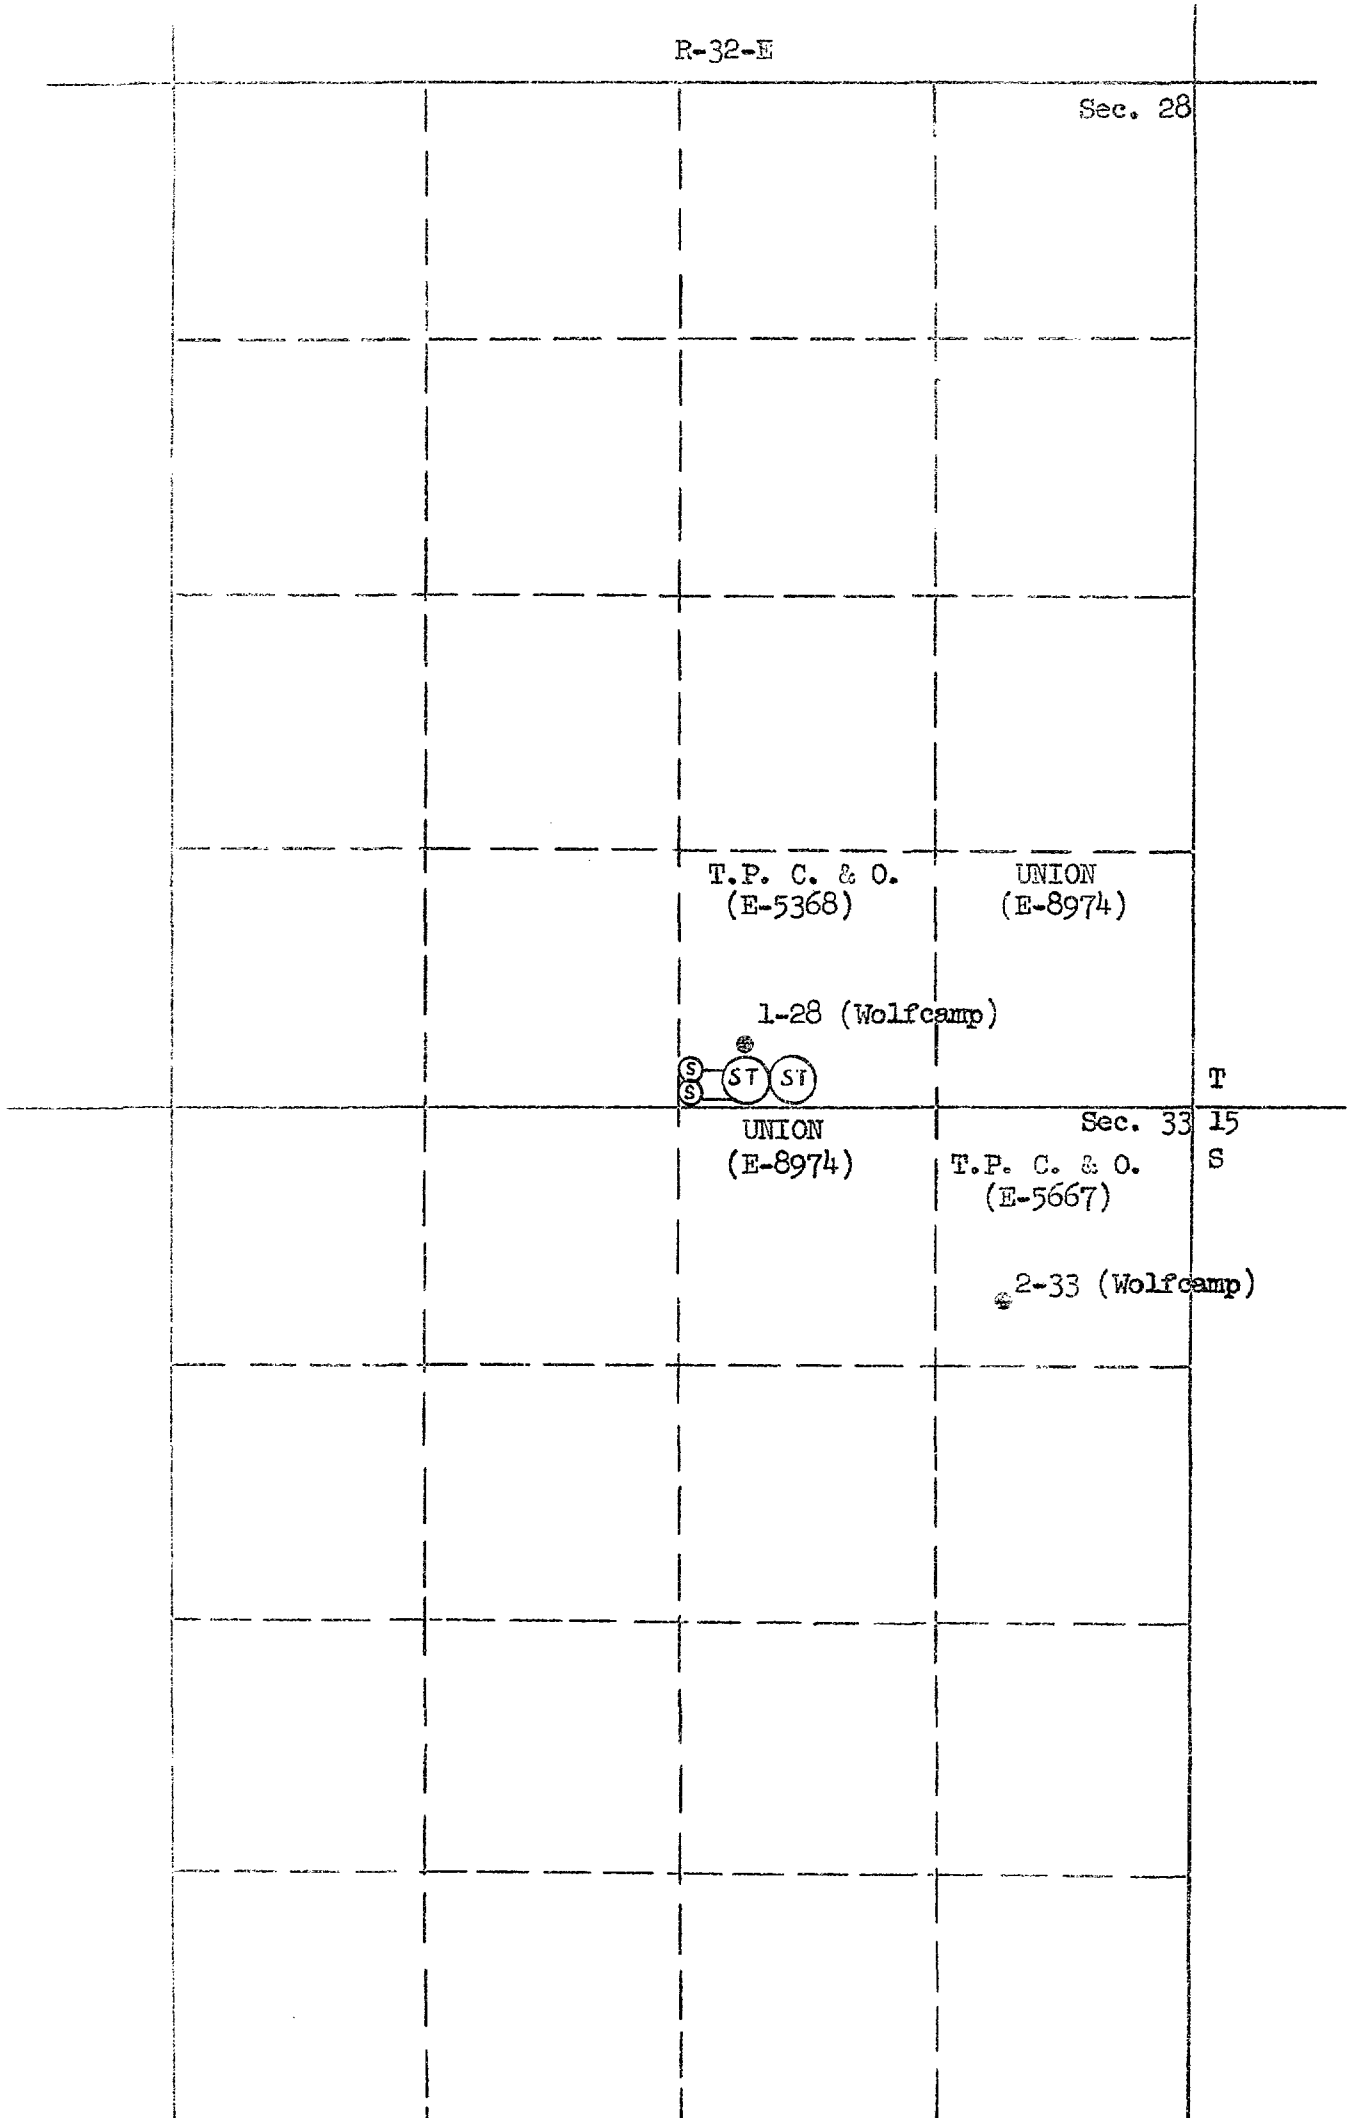 R-32-E
Sec. 28
T.P. C. & O.
(E-5368)
UNION
(E-8974)
1-28 (Wolfcamp)
S
S
ST ST
T
15
S
Sec. 33
UNION
(E-8974)
T.P. C. & O.
(E-5667)
2-33 (Wolfcamp)